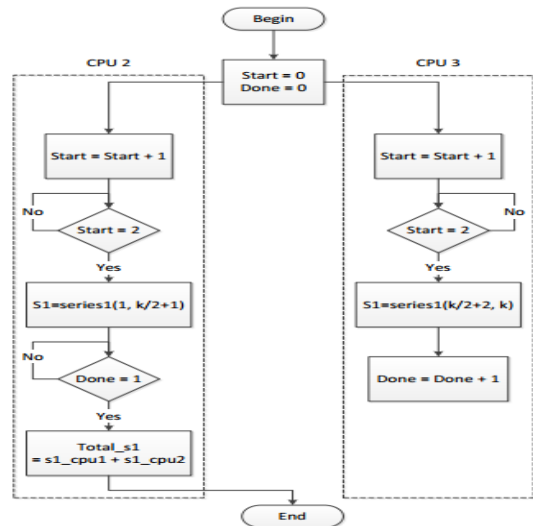 Begin
CPU 2
CPU 3
Start = 0
Done = 0
Start = Start + 1
Start = Start + 1
No
Start = 2
Start = 2
No
Yes
Yes
S1=series1(1, k/2+1)
S1=series1(k/2+2, k)
No
Done = 1
Done = Done + 1
Yes
Total_s1
= s1_cpu1 + s1_cpu2
End